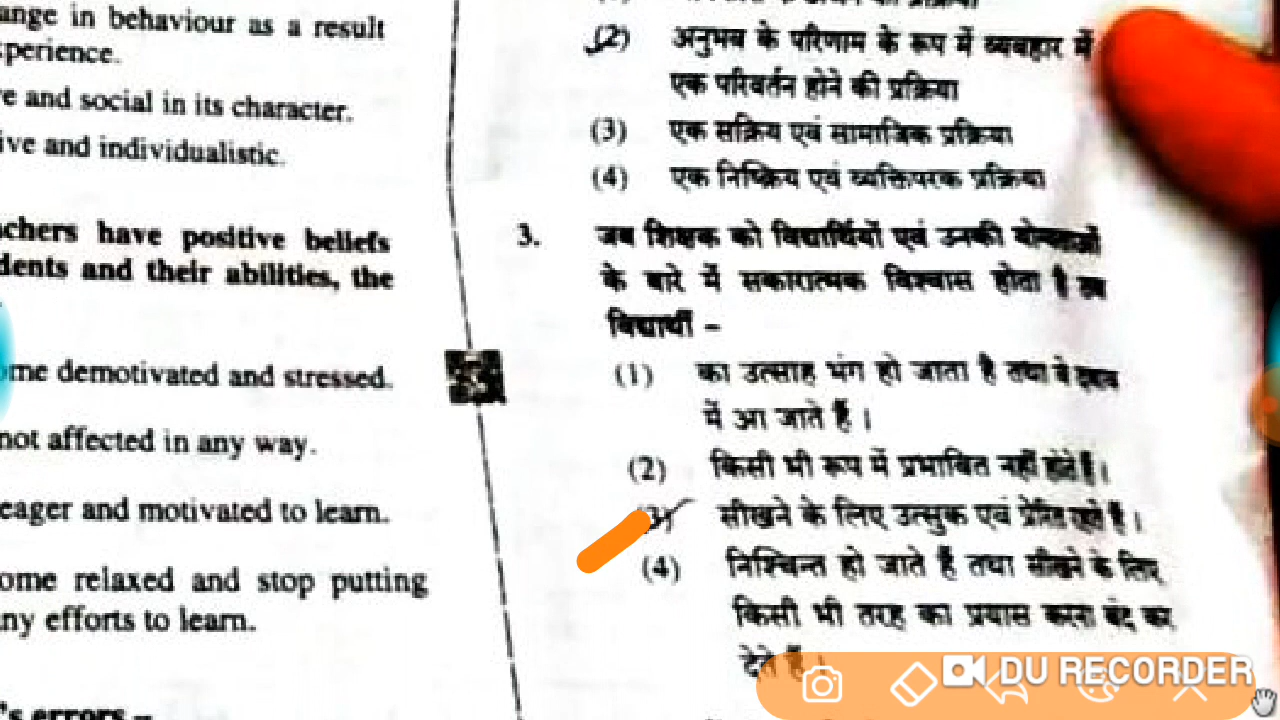 ange in behaviour as a result
xperience.
e and social in its character.
ive and individualistic.
chers have positive beliefs
dents and their abilities, the
me demotivated and stressed.
not affected in any way.
eager and motivated to learn.
ome relaxed and stop putting
ny efforts to learn.
's errors –
(2) अनुभव के परिणाम के रूप में व्यवहार में
एक परिवर्तन होने की प्रक्रिया
(3) एक सक्रिय एवं सामाजिक प्रक्रिया
(4) एक निष्क्रिय एवं व्यक्तिपरक प्रक्रिया
3. जब शिक्षक को विद्यार्थियों एवं उनकी योग्यताओं
के बारे में सकारात्मक विश्वास होता है तब
विद्यार्थी –
(1) का उत्साह भंग हो जाता है तथा वे दबाव
में आ जाते हैं ।
(2) किसी भी रूप में प्रभावित नहीं होते हैं ।
(3) सीखने के लिए उत्सुक एवं प्रेरित रहते हैं ।
(4) निश्चिन्त हो जाते हैं तथा सीखने के लिए
किसी भी तरह का प्रयास करना बंद कर
देते हैं ।
DU RECORDER